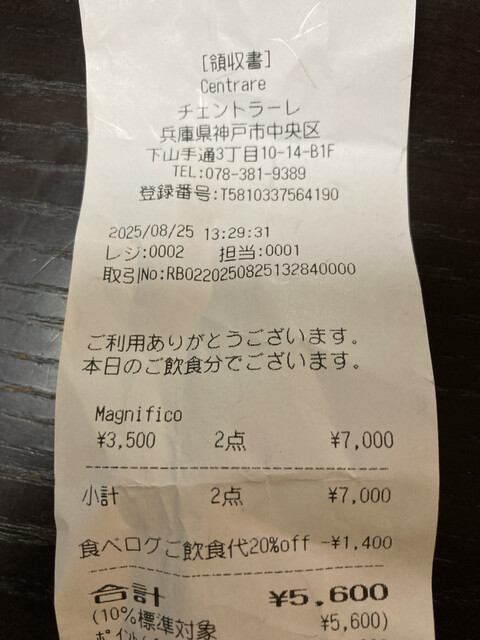 [領収書]
Centrare
チェントラーレ
兵庫県神戸市中央区
下山手通3丁目10-14-B1F
TEL:078-381-9389
登録番号:T5810337564190
2025/08/25 13:29:31
レジ:0002 担当:0001
取引No:RB0220250825132840000
ご利用ありがとうございます。
本日のご飲食分でございます。
Magnifico
¥3,500 2点 ¥7,000
小計 2点 ¥7,000
食べログご飲食代20%off -¥1,400
合計 ¥5,600
(10%標準対象 ¥5,600)